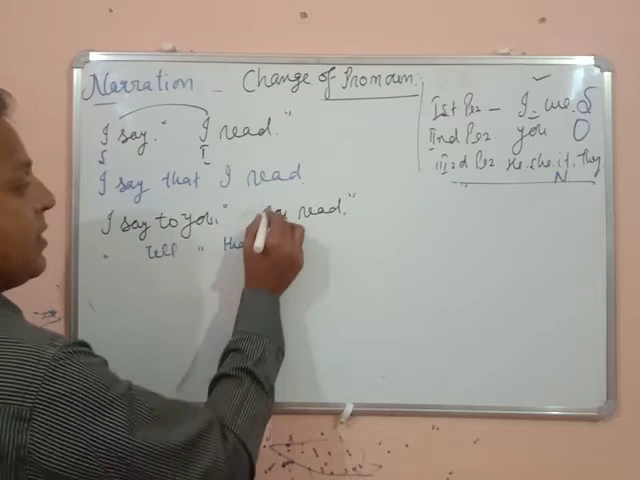 Narration - Change of Pronoun.
I say." I read."
S I
I say that I read.
I say to you," read."
" Tell "
Ist Per - I, we. S
IInd Per. you O
IIIrd Per He. she. it. They
N